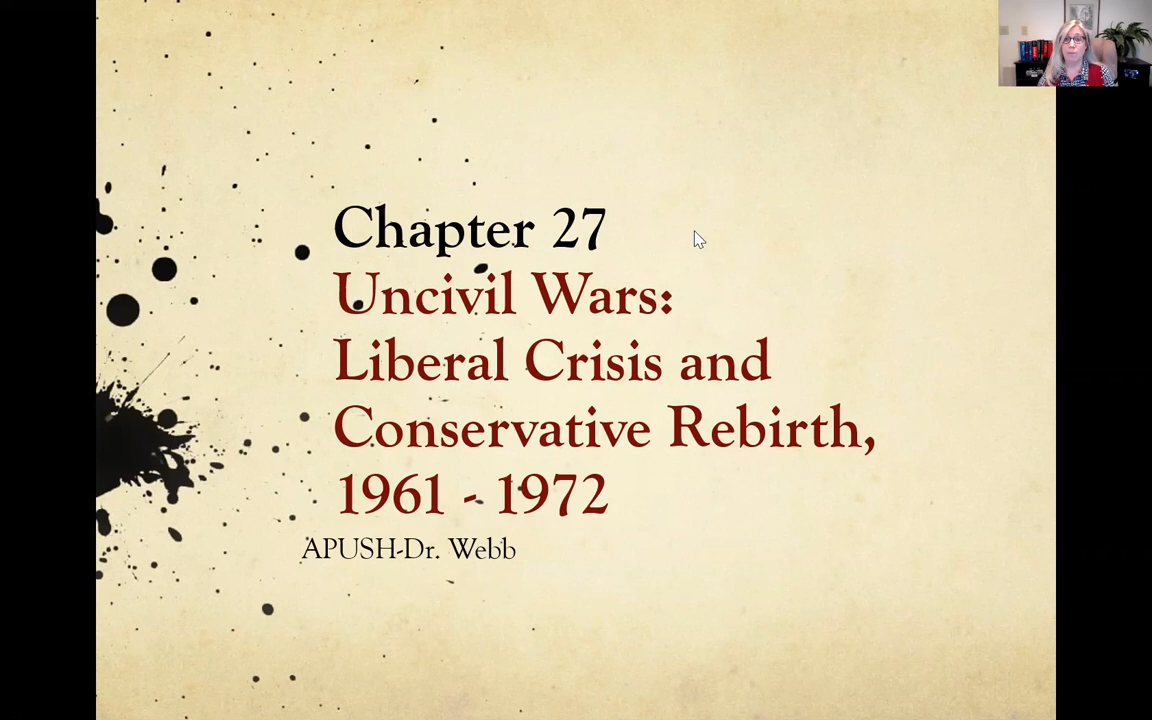 Chapter 27
Uncivil Wars:
Liberal Crisis and
Conservative Rebirth,
1961 - 1972
APUSH-Dr. Webb